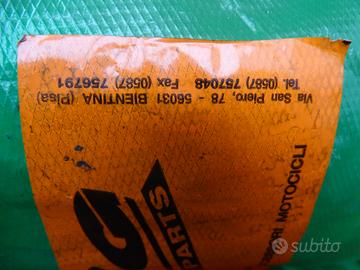 Via San Piero, 78 - 56031 BIENTINA (Pisa)
Tel. (0587) 757048 Fax (0587) 756791
PARTS
MOTOCICLI
subito